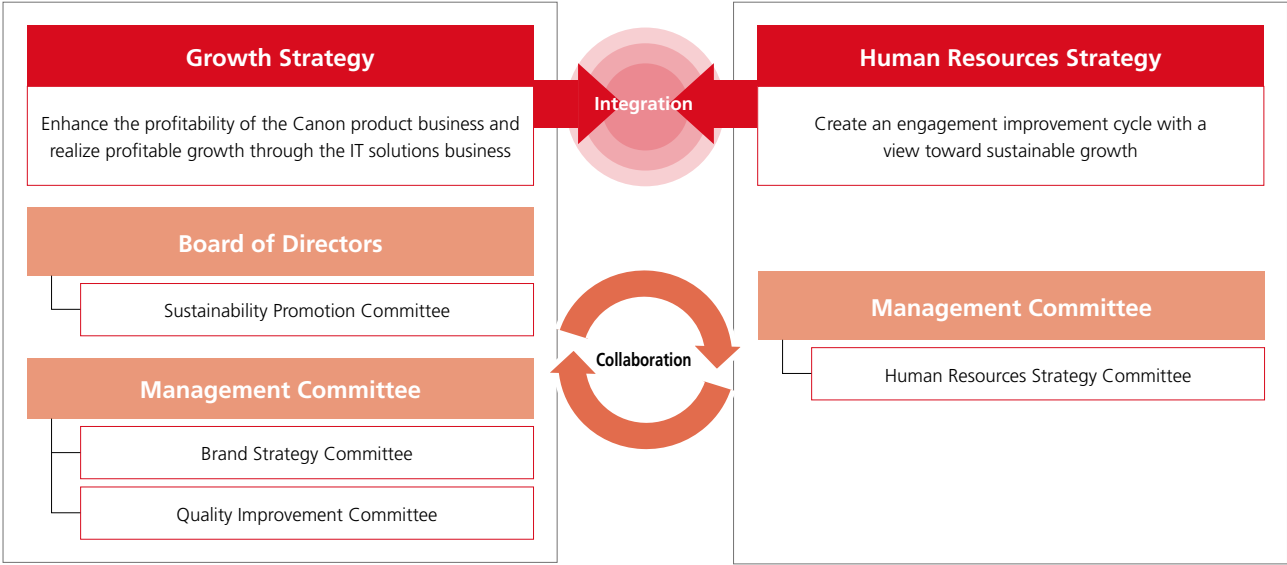 Growth Strategy
Enhance the profitability of the Canon product business and
realize profitable growth through the IT solutions business
Integration
Human Resources Strategy
Create an engagement improvement cycle with a
view toward sustainable growth
Board of Directors
Sustainability Promotion Committee
Management Committee
Brand Strategy Committee
Quality Improvement Committee
Collaboration
Management Committee
Human Resources Strategy Committee